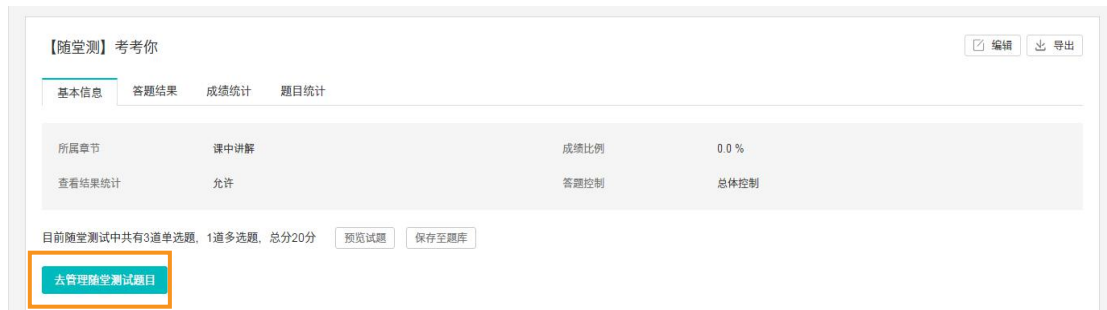 【随堂测】考考你
编辑 导出
基本信息 答题结果 成绩统计 题目统计
所属章节 课中讲解 成绩比例 0.0 %
查看结果统计 允许 答题控制 总体控制
目前随堂测试中共有3道单选题，1道多选题，总分20分 预览试题 保存至题库
去管理随堂测试题目